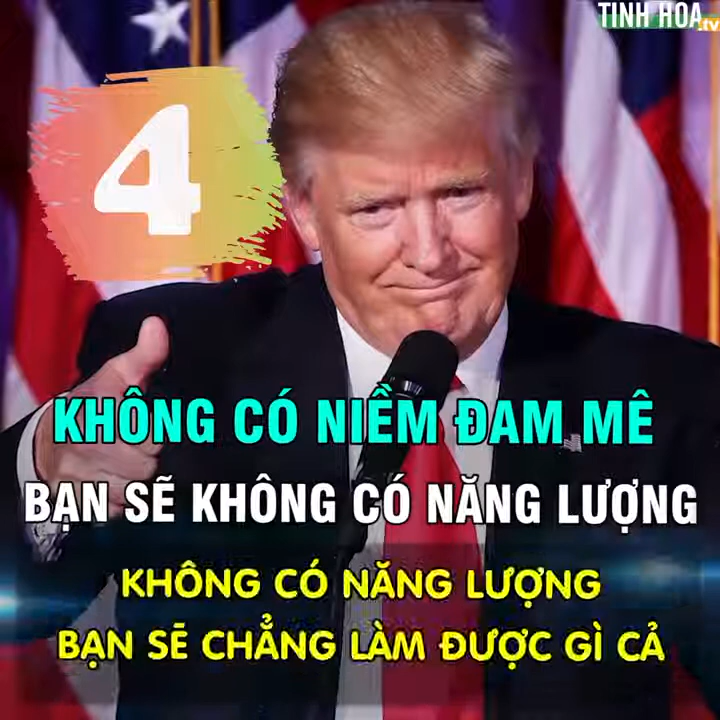 TINH HOA
.tv
4
KHÔNG CÓ NIỀM ĐAM MÊ
BẠN SẼ KHÔNG CÓ NĂNG LƯỢNG
KHÔNG CÓ NĂNG LƯỢNG
BẠN SẼ CHẲNG LÀM ĐƯỢC GÌ CẢ